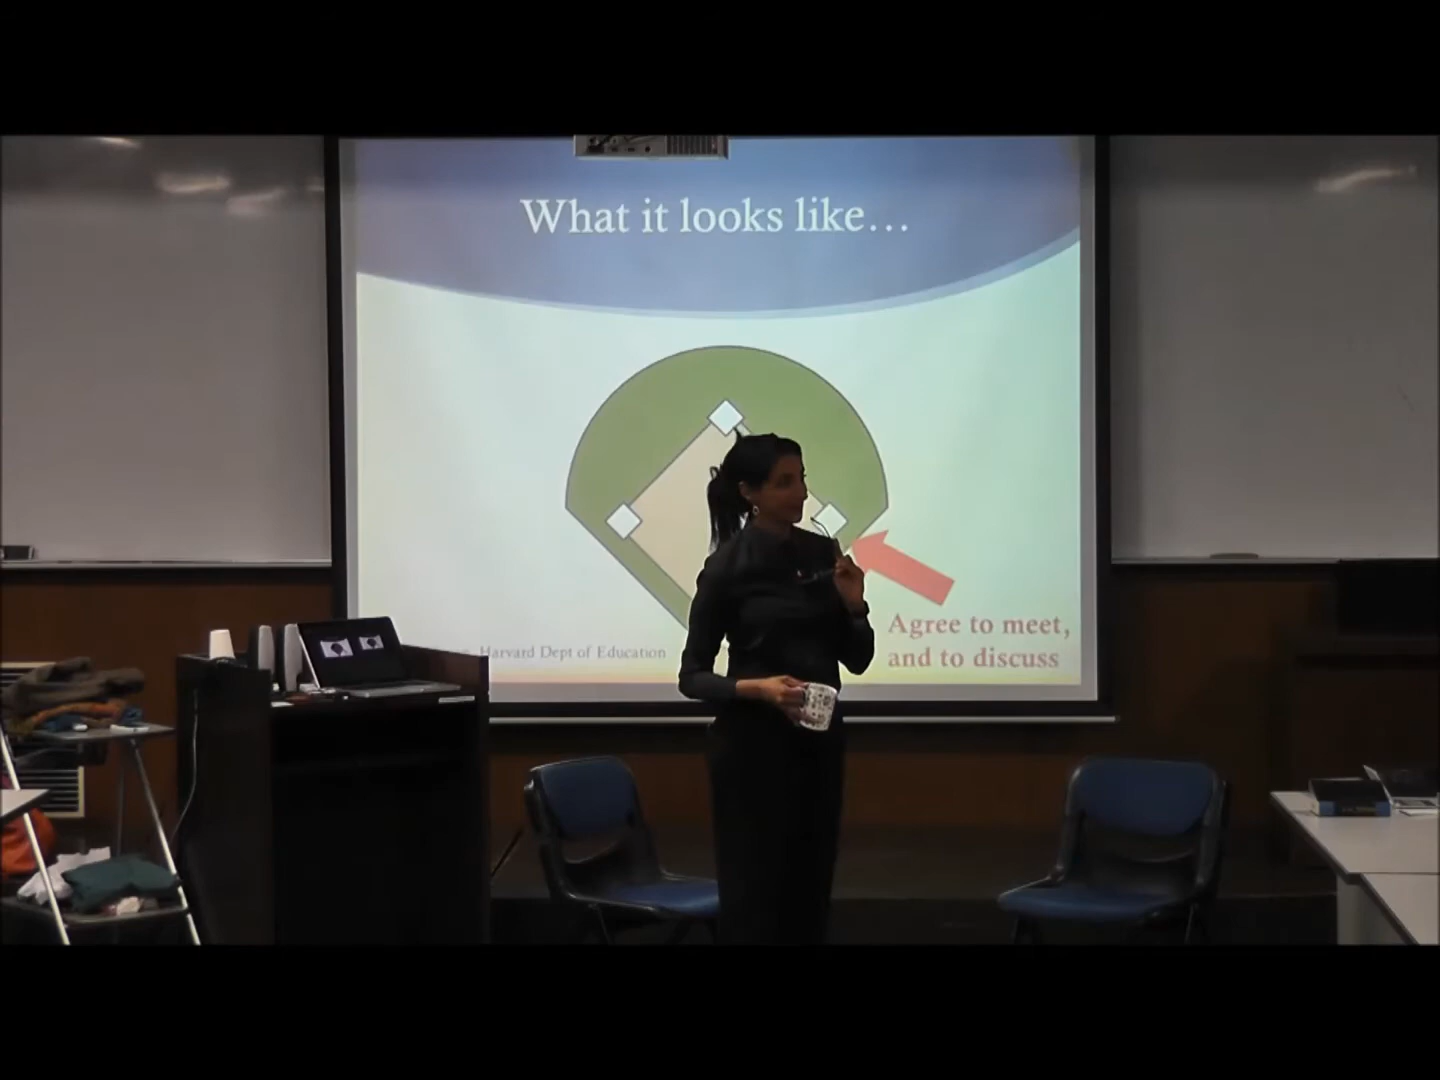 What it looks like...
Harvard Dept of Education
Agree to meet,
and to discuss